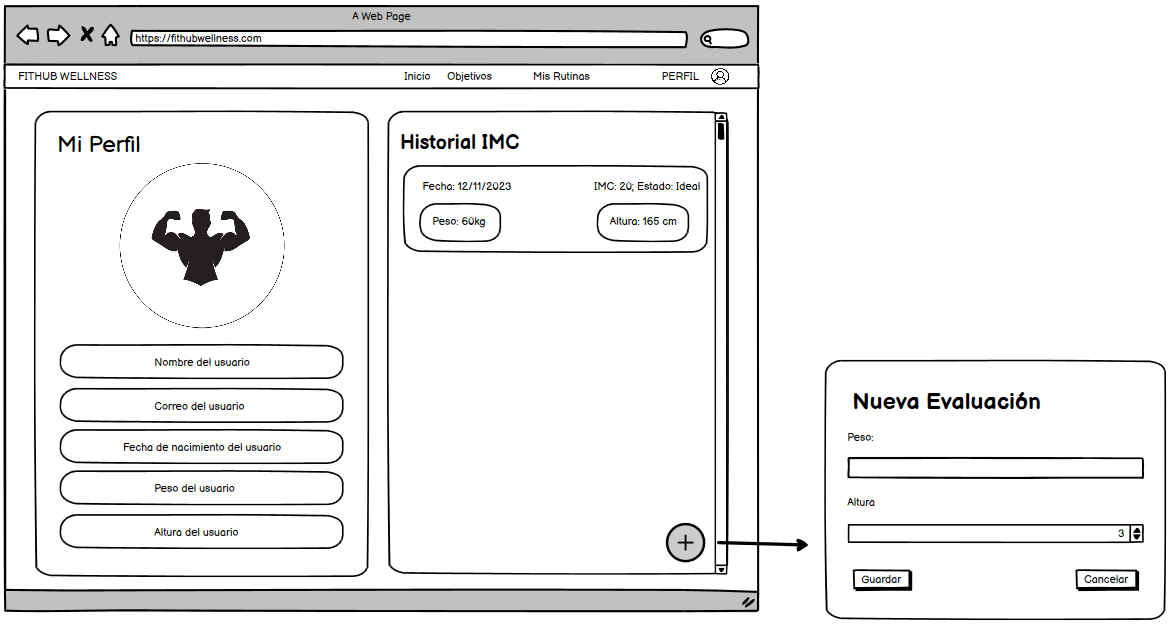 A Web Page
https://fithubwellness.com
FITHUB WELLNESS Inicio Objetivos Mis Rutinas PERFIL
Mi Perfil
Nombre del usuario
Correo del usuario
Fecha de nacimiento del usuario
Peso del usuario
Altura del usuario
Historial IMC
Fecha: 12/11/2023 IMC: 20; Estado: Ideal
Peso: 60kg Altura: 165 cm
+
Nueva Evaluación
Peso:
Altura
3
Guardar Cancelar